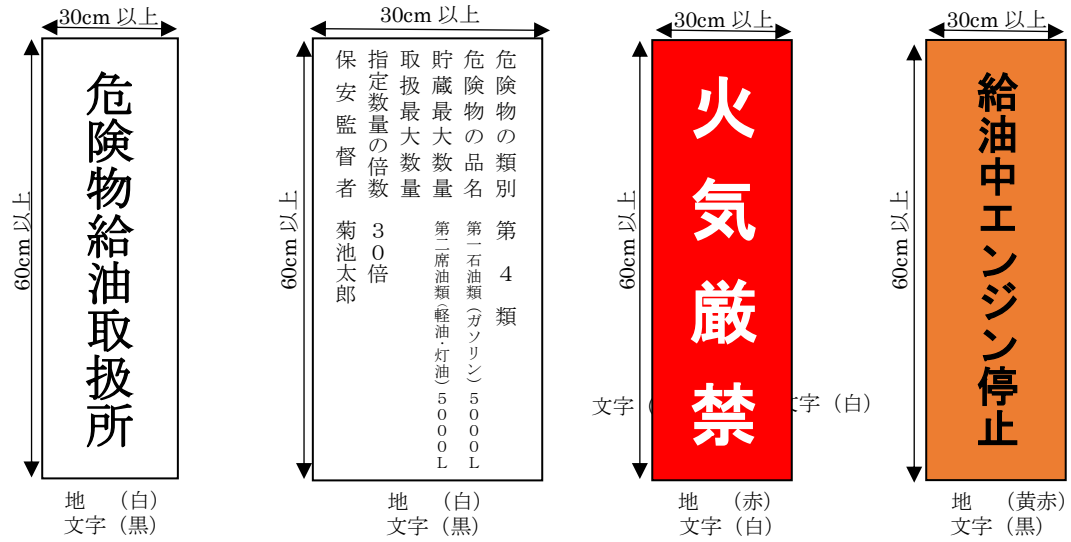 30cm 以上
60cm 以上
危険物給油取扱所
地　（白）
文字（黒）
30cm 以上
60cm 以上
危険物の類別　第　４　類
危険物の品名　第一石油類（ガソリン）５０００Ｌ
貯蔵最大数量　第二席油類（軽油・灯油）５０００Ｌ
取扱最大数量
指定数量の倍数　３０倍
保安監督者　菊池太郎
地　（白）
文字（黒）
30cm 以上
60cm 以上
火気厳禁
文字（
文字（白）
地　（赤）
文字（白）
30cm 以上
60cm 以上
給油中エンジン停止
地　（黄赤）
文字（黒）